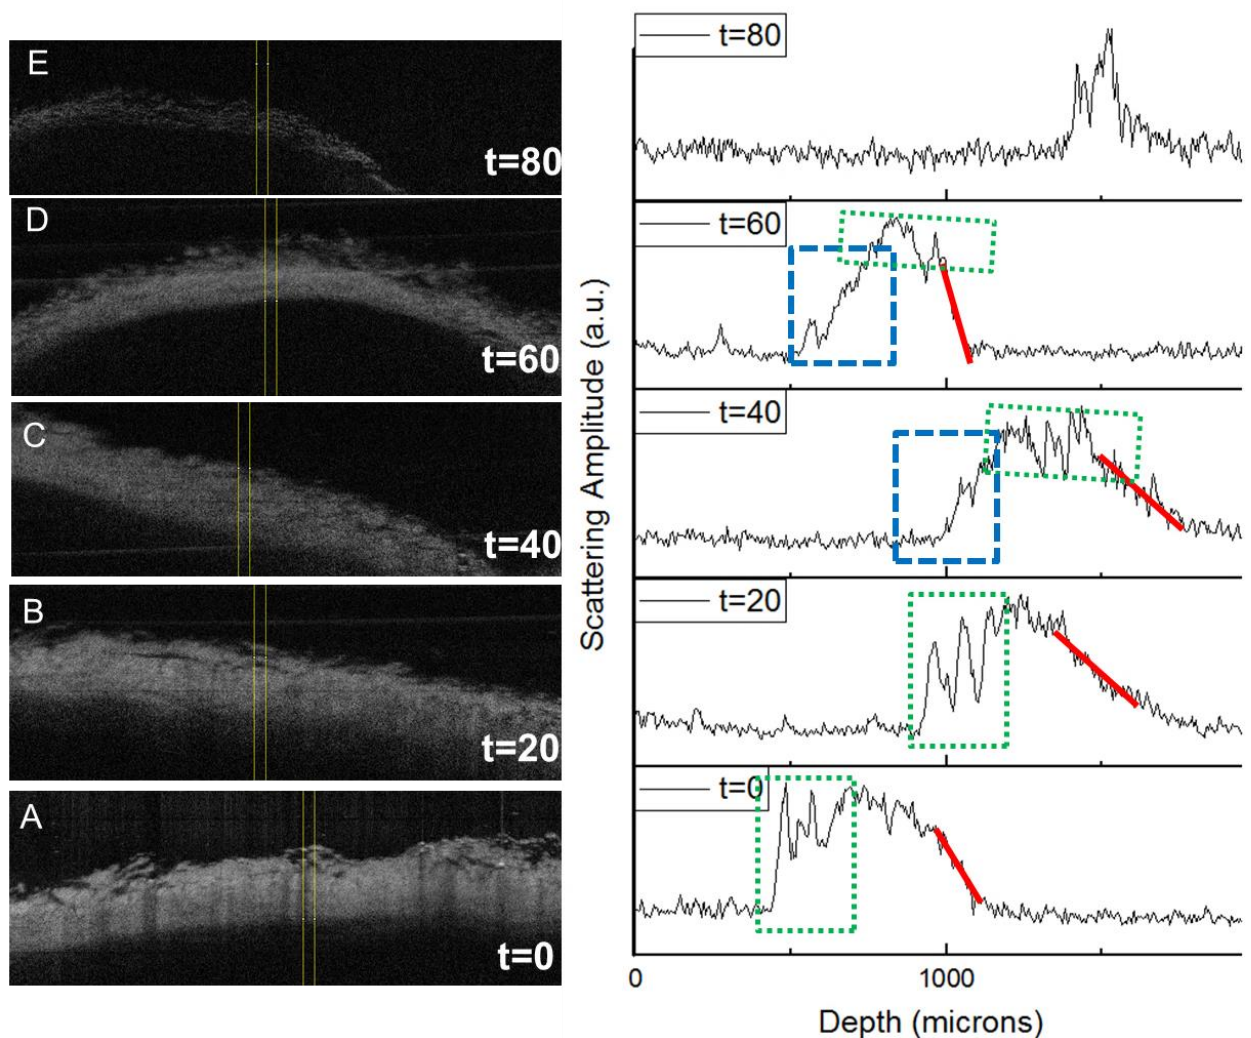 E
t=80
D
t=60
C
t=40
B
t=20
A
t=0
Scattering Amplitude (a.u.)
t=80
t=60
t=40
t=20
t=0
0
1000
Depth (microns)